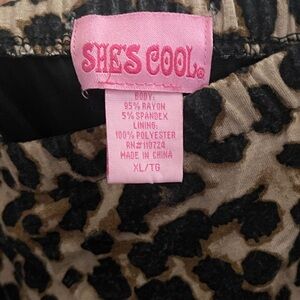 SHE'S COOL®
BODY:
95% RAYON
5% SPANDEX
LINING:
100% POLYESTER
RN#110724
MADE IN CHINA
XL/TG